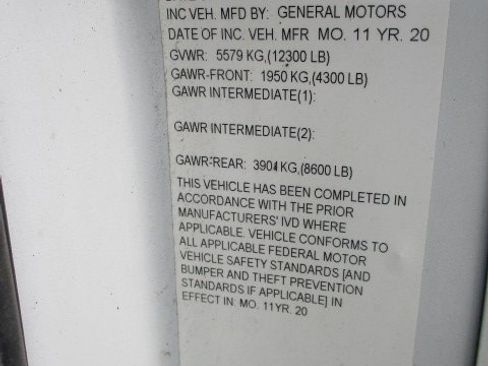 INC VEH. MFD BY: GENERAL MOTORS
DATE OF INC. VEH. MFR MO. 11 YR. 20
GVWR: 5579 KG,(12300 LB)
GAWR-FRONT: 1950 KG,(4300 LB)
GAWR INTERMEDIATE(1):
GAWR INTERMEDIATE(2):
GAWR:REAR: 3901 KG,(8600 LB)
THIS VEHICLE HAS BEEN COMPLETED IN
ACCORDANCE WITH THE PRIOR
MANUFACTURERS' IVD WHERE
APPLICABLE. VEHICLE CONFORMS TO
ALL APPLICABLE FEDERAL MOTOR
VEHICLE SAFETY STANDARDS [AND
BUMPER AND THEFT PREVENTION
STANDARDS IF APPLICABLE] IN
EFFECT IN: MO. 11YR. 20